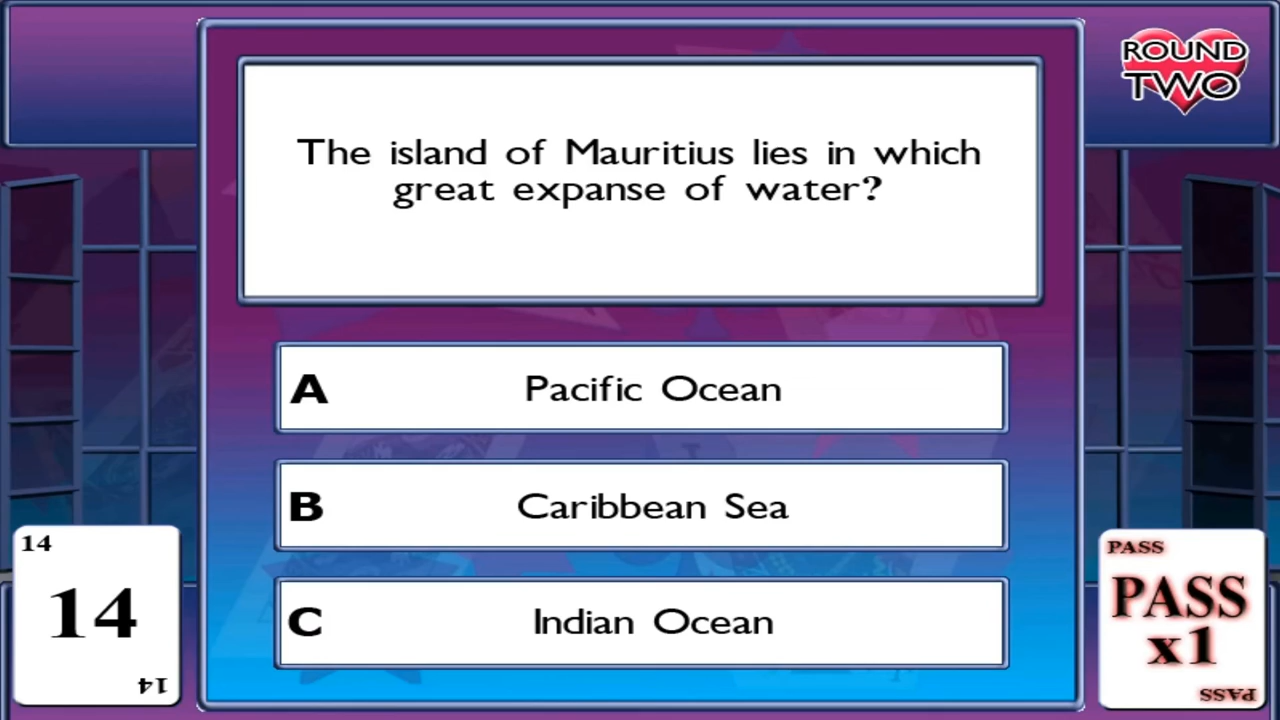 ROUND
TWO
The island of Mauritius lies in which
great expanse of water?
A Pacific Ocean
B Caribbean Sea
C Indian Ocean
14
14
14
PASS
PASS
x1
PASS